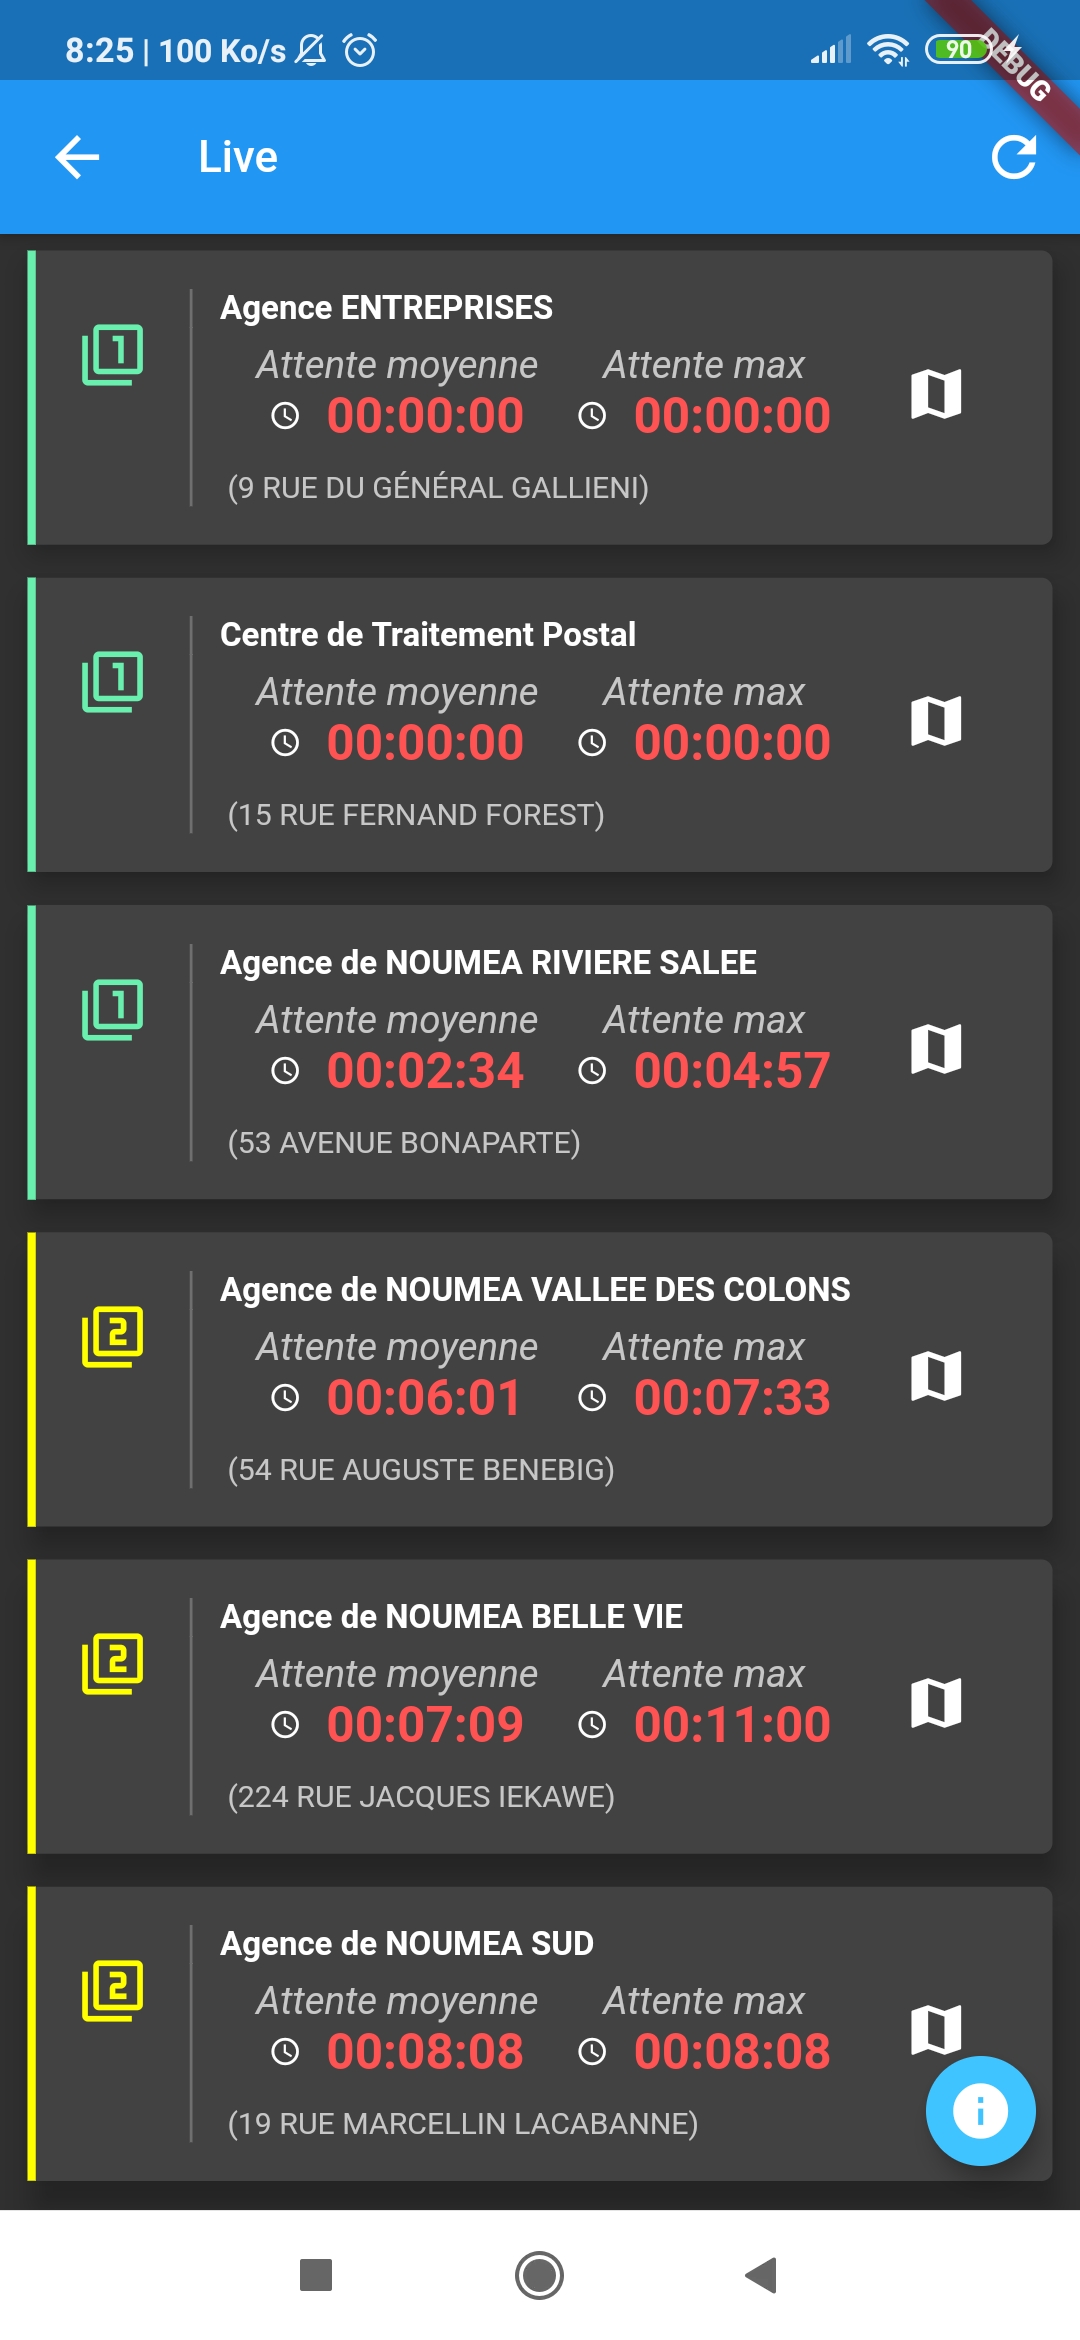 8:25 | 100 Ko/s
90
DEBUG
Live
1
Agence ENTREPRISES
Attente moyenne Attente max
00:00:00 00:00:00
(9 RUE DU GÉNÉRAL GALLIENI)
1
Centre de Traitement Postal
Attente moyenne Attente max
00:00:00 00:00:00
(15 RUE FERNAND FOREST)
1
Agence de NOUMEA RIVIERE SALEE
Attente moyenne Attente max
00:02:34 00:04:57
(53 AVENUE BONAPARTE)
2
Agence de NOUMEA VALLEE DES COLONS
Attente moyenne Attente max
00:06:01 00:07:33
(54 RUE AUGUSTE BENEBIG)
2
Agence de NOUMEA BELLE VIE
Attente moyenne Attente max
00:07:09 00:11:00
(224 RUE JACQUES IEKAWE)
2
Agence de NOUMEA SUD
Attente moyenne Attente max
00:08:08 00:08:08
(19 RUE MARCELLIN LACABANNE)